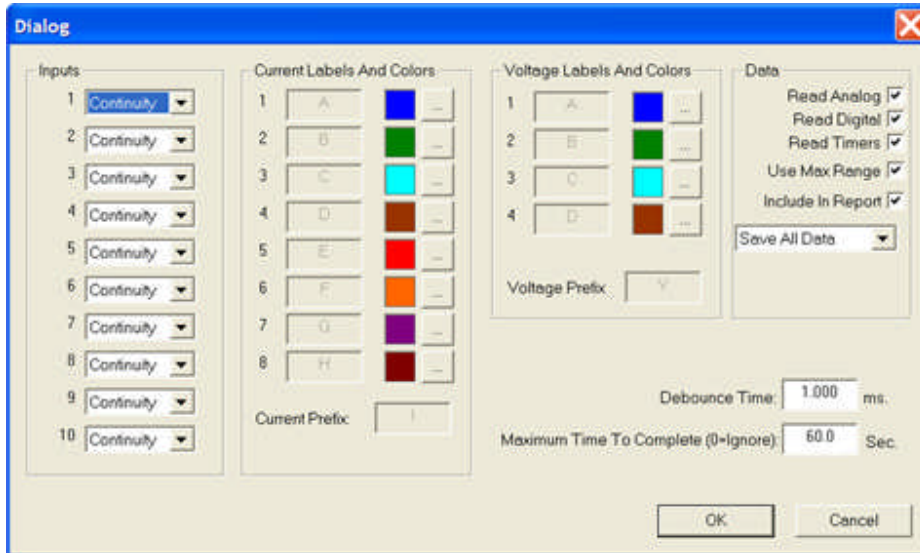 Dialog
Inputs
1 Continuity
2 Continuity
3 Continuity
4 Continuity
5 Continuity
6 Continuity
7 Continuity
8 Continuity
9 Continuity
10 Continuity
Current Labels And Colors
1 A ...
2 B ...
3 C ...
4 D ...
5 E ...
6 F ...
7 G ...
8 H ...
Current Prefix: I
Voltage Labels And Colors
1 A ...
2 B ...
3 C ...
4 D ...
Voltage Prefix V
Data
Read Analog
Read Digital
Read Timers
Use Max Range
Include In Report
Save All Data
Debounce Time: 1.000 ms.
Maximum Time To Complete (0=Ignore): 60.0 Sec.
OK Cancel